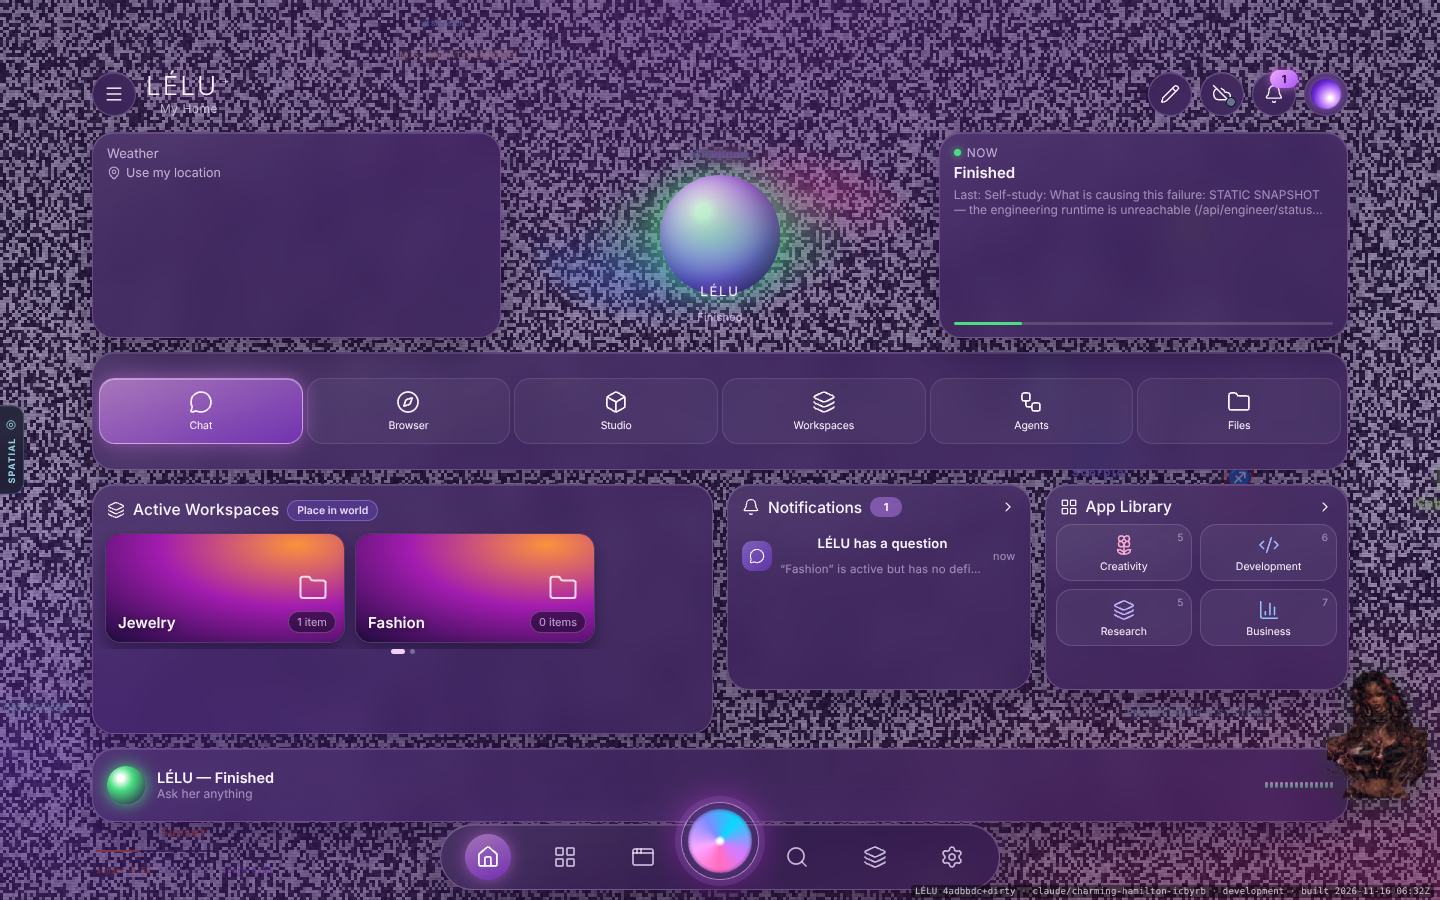 LÉLU
My Home
1
Weather
Use my location
LÉLU
Finished
NOW
Finished
Last: Self-study: What is causing this failure: STATIC SNAPSHOT
— the engineering runtime is unreachable (/api/engineer/status...
SPATIAL
Chat
Browser
Studio
Workspaces
Agents
Files
Active Workspaces
Place in world
Jewelry
1 item
Fashion
0 items
Notifications
1
LÉLU has a question
now
“Fashion” is active but has no defi...
App Library
Creativity
5
Development
6
Research
5
Business
7
LÉLU — Finished
Ask her anything
LÉLU 4adbbdc+dirty · claude/charming-hamilton-icbyrb · development · built 2026-11-16 06:32Z